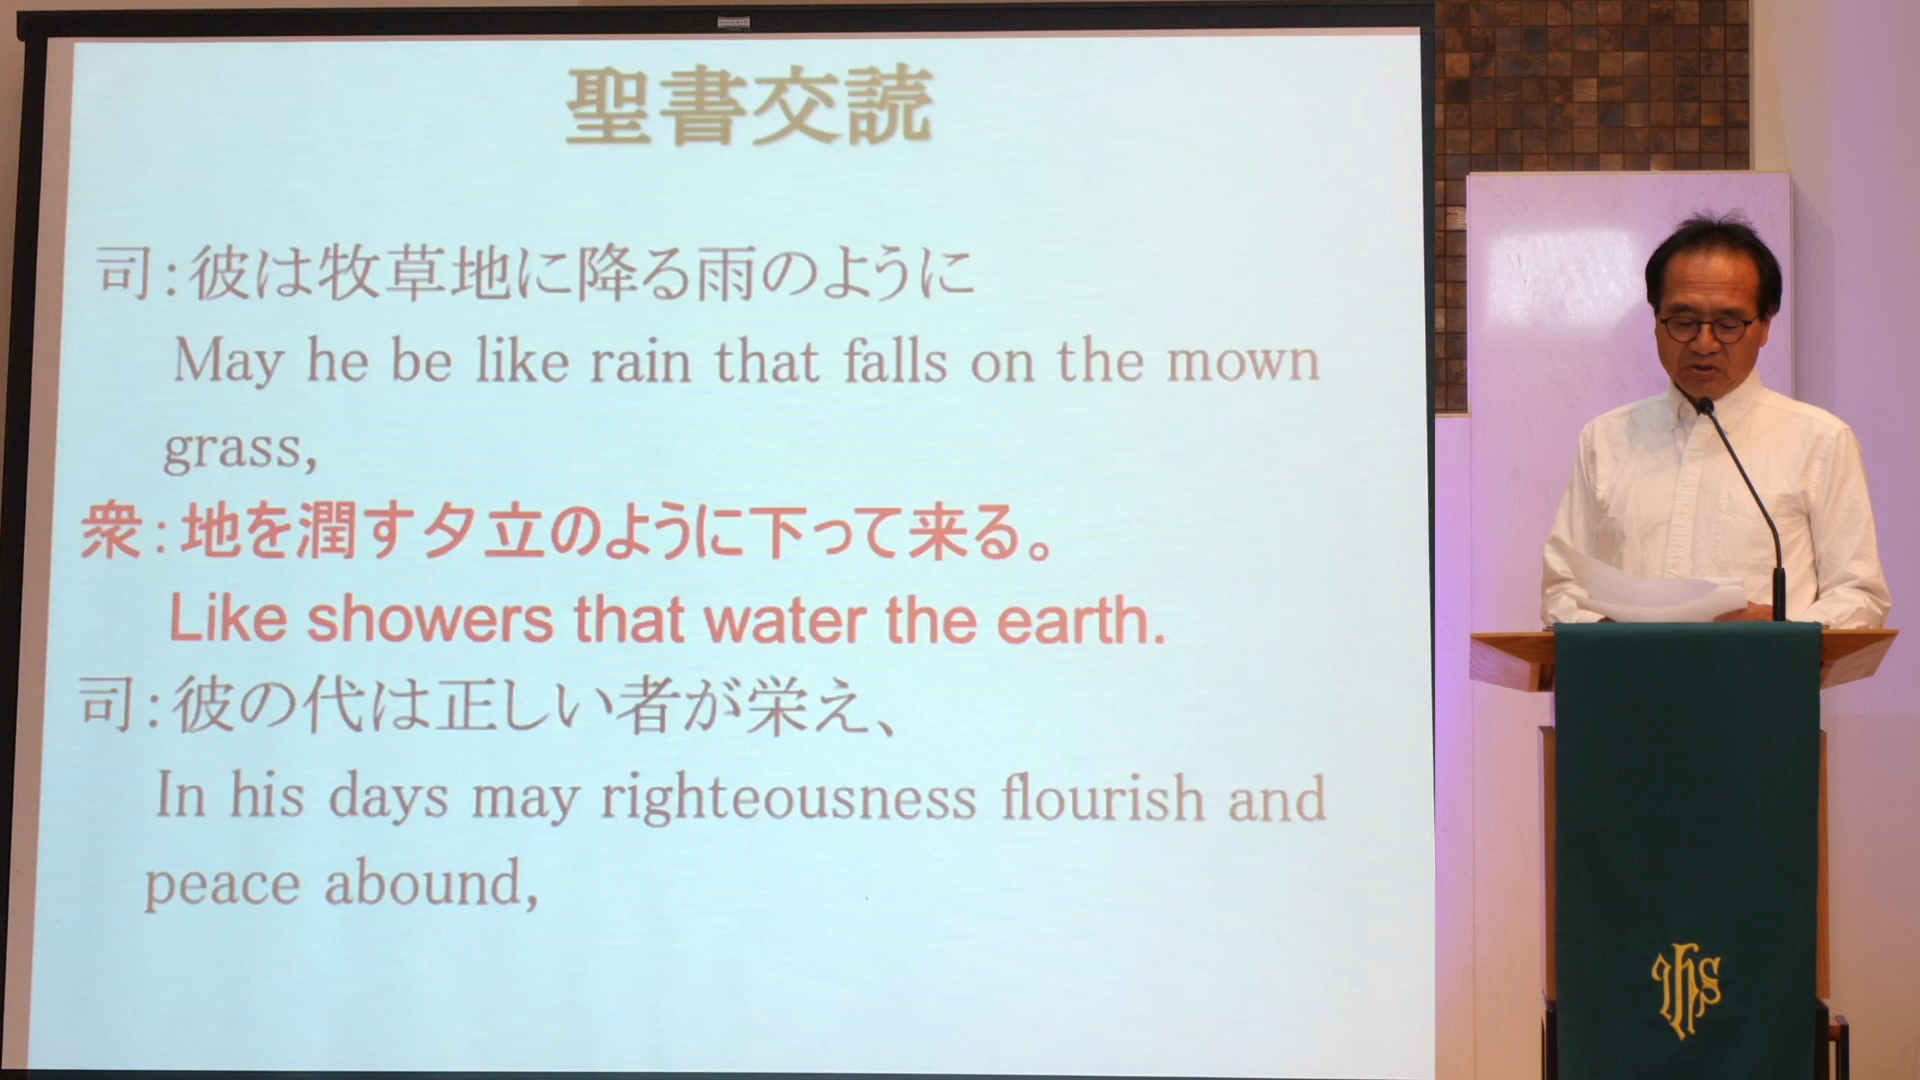 聖書交読
司:彼は牧草地に降る雨のように
May he be like rain that falls on the mown
grass,
衆:地を潤す夕立のように下って来る。
Like showers that water the earth.
司:彼の代は正しい者が栄え、
In his days may righteousness flourish and
peace abound,
IHS